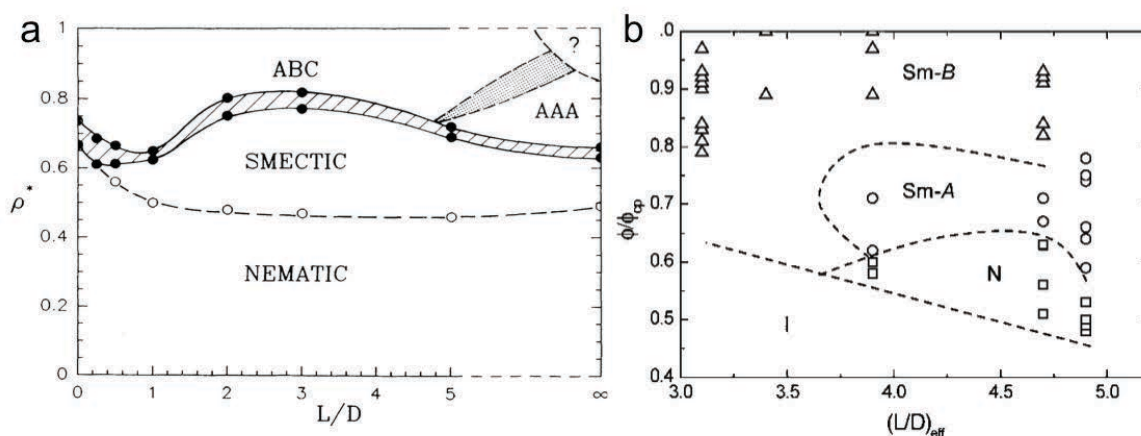 a
1
0.8
0.6
0.4
0.2
0
ρ*
ABC
?
AAA
SMECTIC
NEMATIC
0 1 2 3 5 ∞
L/D
b
.0
0.9
0.8
0.7
0.6
0.5
0.4
ϕ/ϕcp
Sm-B
Sm-A
N
I
3.0 3.5 4.0 4.5 5.0
(L/D)eff